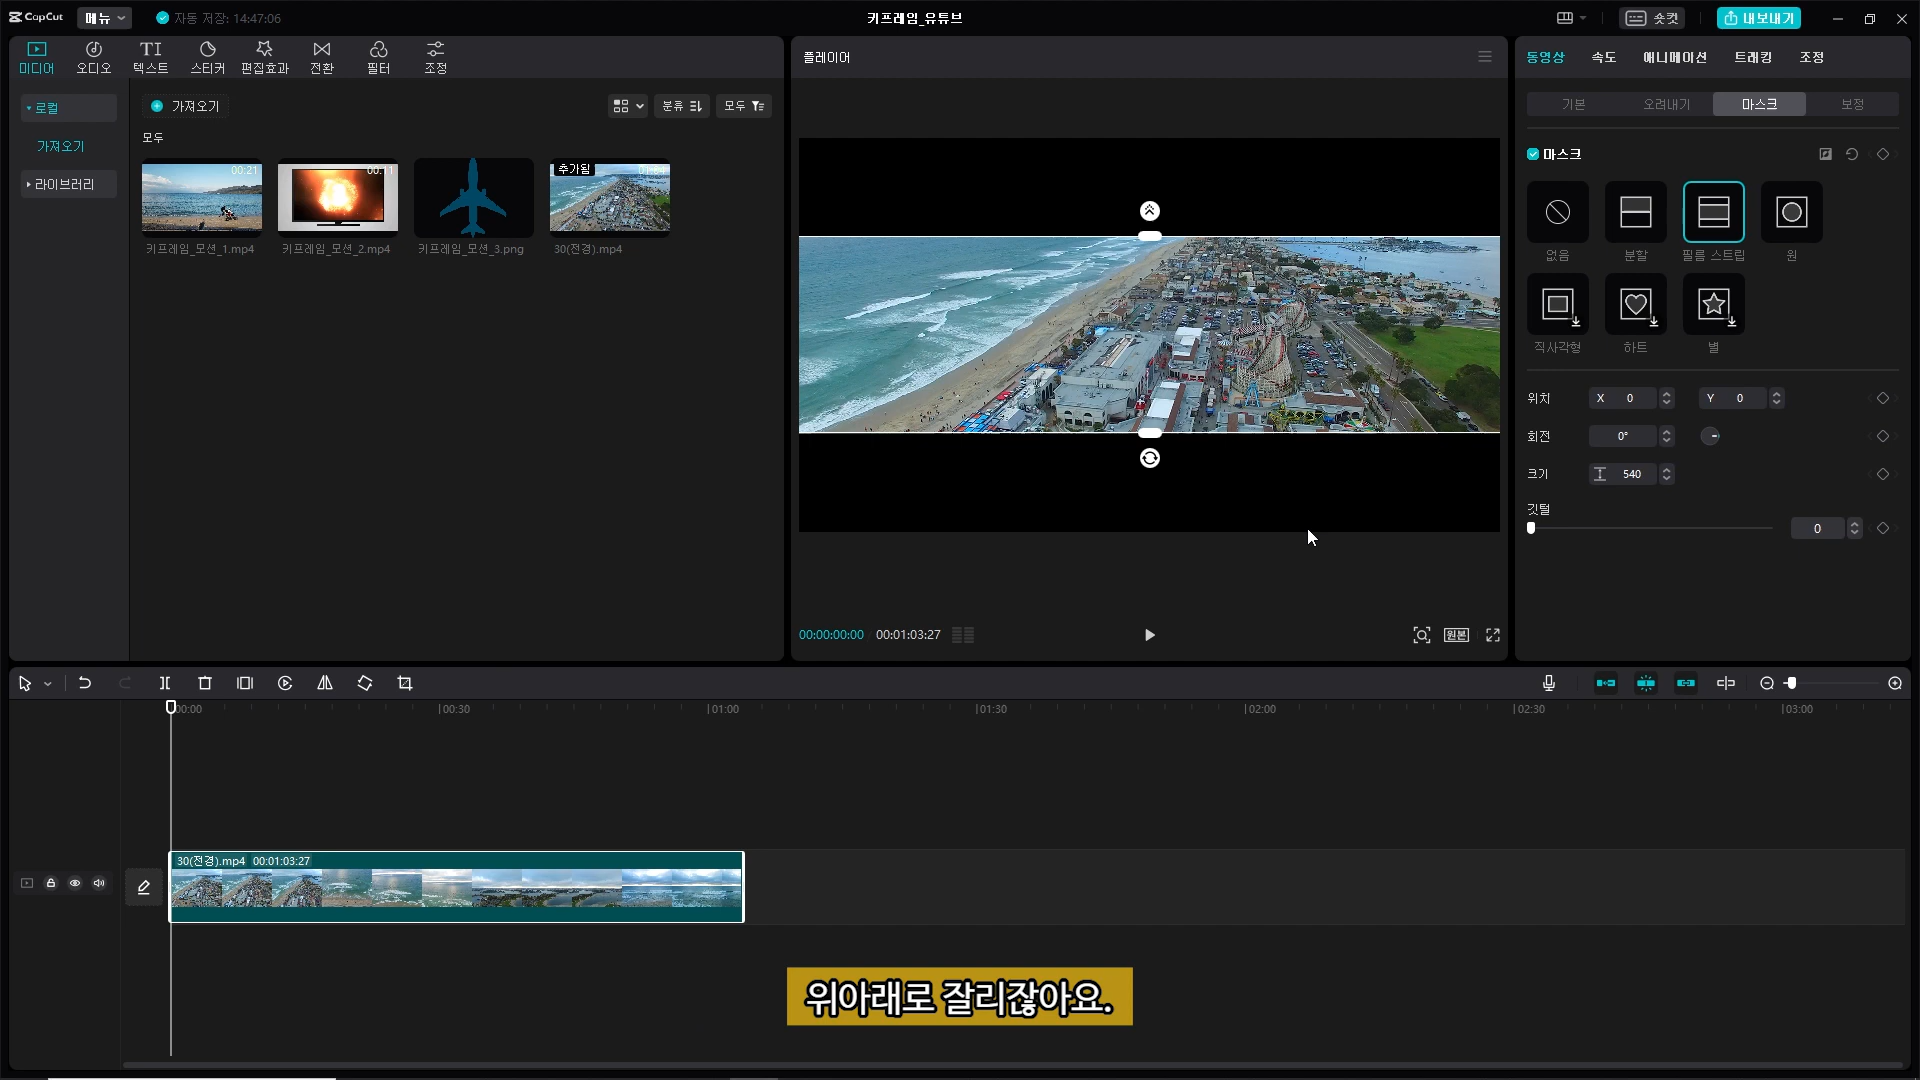 CapCut
메뉴
자동 저장: 14:47:06
키프레임_유튜브
숏컷
내보내기
미디어
오디오
텍스트
스티커
편집효과
전환
필터
조정
로컬
가져오기
라이브러리
가져오기
분류
모두
모두
00:21
00:11
추가됨
키프레임_모션_1.mp4
키프레임_모션_2.mp4
키프레임_모션_3.png
30(전경).mp4
플레이어
00:00:00:00
00:01:03:27
원본
동영상
속도
애니메이션
트래킹
조정
기본
오려내기
마스크
보정
마스크
없음
분할
필름 스트립
원
직사각형
하트
별
위치
X 0
Y 0
회전
0°
크기
540
깃털
0
00:00
00:30
01:00
01:30
02:00
02:30
03:00
30(전경).mp4 00:01:03:27
위아래로 잘리잖아요.